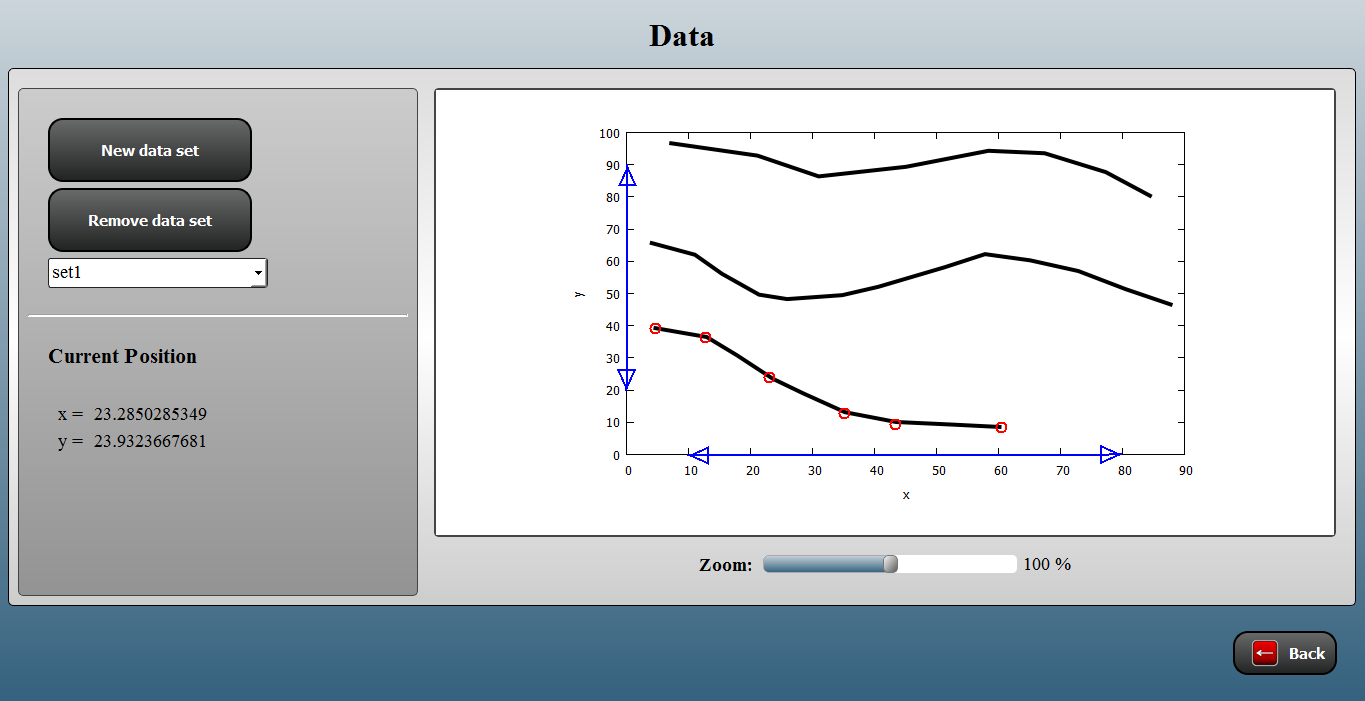 Data
New data set
Remove data set
set1
Current Position
x = 23.2850285349
y = 23.9323667681
100
90
80
70
60
50
40
30
20
10
0
y
0 10 20 30 40 50 60 70 80 90
x
Zoom: 100 %
Back